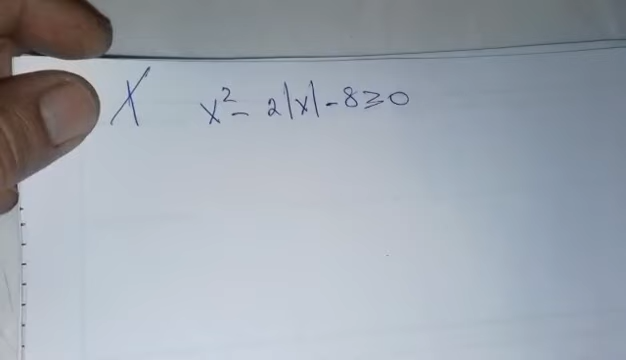 X x² - 2|x| - 8 ≥ 0